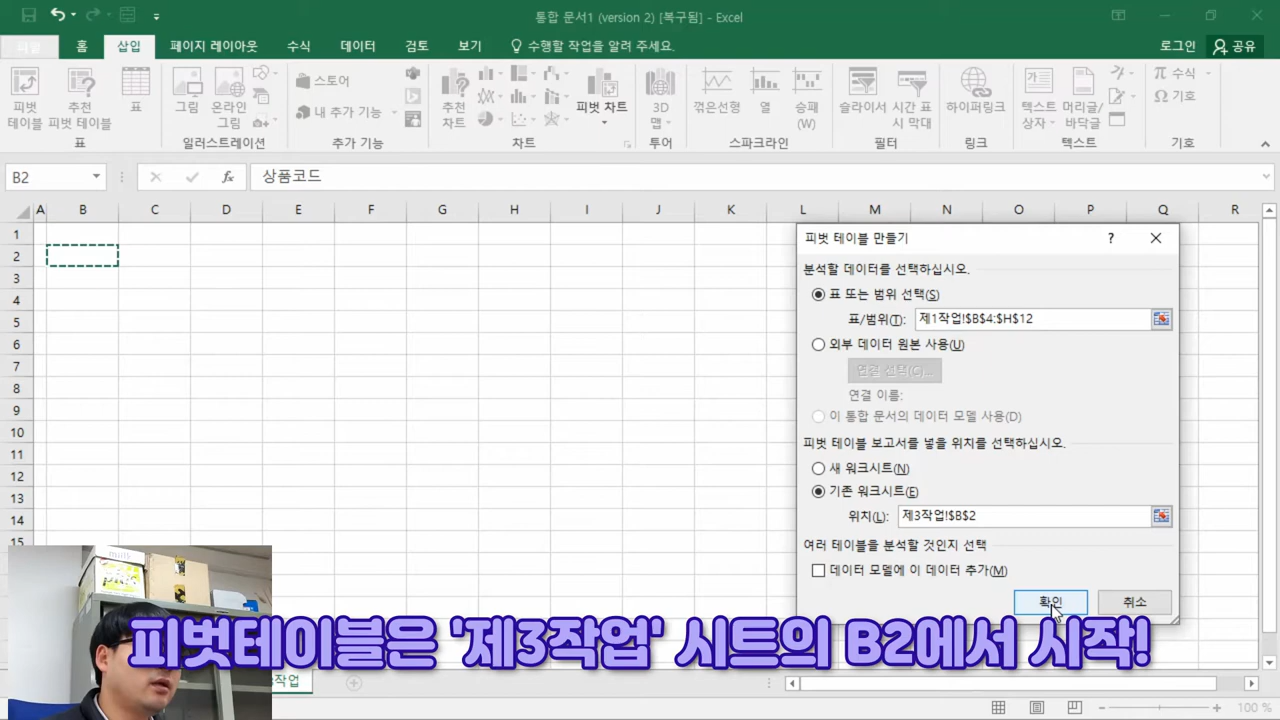 통합 문서1 (version 2) [복구됨] - Excel
홈 삽입 페이지 레이아웃 수식 데이터 검토 보기 수행할 작업을 알려 주세요. 로그인 공유
피벗 테이블
추천 피벗 테이블
표
표
그림
온라인 그림
일러스트레이션
스토어
내 추가 기능
추가 기능
추천 차트
피벗 차트
차트
3D 맵
투어
꺾은선형
열
승패 (W)
스파크라인
슬라이서
시간 표시 막대
필터
하이퍼링크
링크
텍스트 상자
머리글/바닥글
텍스트
π 수식
Ω 기호
기호
B2 fx 상품코드
A B C D E F G H I J K L M N O P Q R
1
2
3
4
5
6
7
8
9
10
11
12
13
14
15
피벗 테이블 만들기 ?
분석할 데이터를 선택하십시오.
표 또는 범위 선택(S)
표/범위(T): 제1작업!$B$4:$H$12
외부 데이터 원본 사용(U)
연결 선택(C)...
연결 이름:
이 통합 문서의 데이터 모델 사용(D)
피벗 테이블 보고서를 넣을 위치를 선택하십시오.
새 워크시트(N)
기존 워크시트(E)
위치(L): 제3작업!$B$2
여러 테이블을 분석할 것인지 선택
데이터 모델에 이 데이터 추가(M)
확인 취소
피벗테이블은 '제3작업' 시트의 B2에서 시작!
작업
100 %